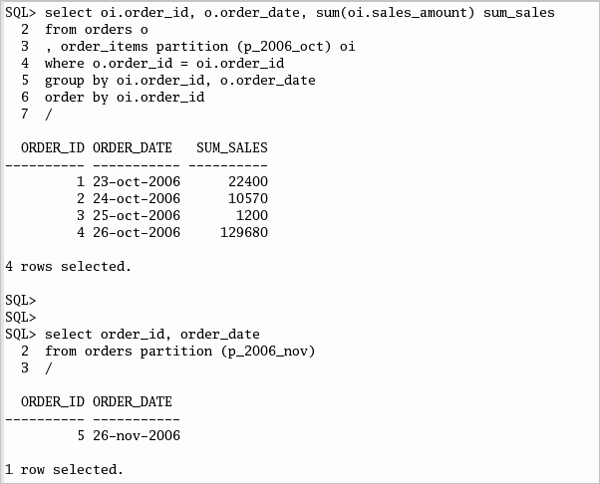 SQL> select oi.order_id, o.order_date, sum(oi.sales_amount) sum_sales
  2  from orders o
  3  , order_items partition (p_2006_oct) oi
  4  where o.order_id = oi.order_id
  5  group by oi.order_id, o.order_date
  6  order by oi.order_id
  7  /
  ORDER_ID ORDER_DATE   SUM_SALES
---------- ----------- ----------
         1 23-oct-2006      22400
         2 24-oct-2006      10570
         3 25-oct-2006       1200
         4 26-oct-2006     129680
4 rows selected.
SQL>
SQL>
SQL> select order_id, order_date
  2  from orders partition (p_2006_nov)
  3  /
  ORDER_ID ORDER_DATE
---------- -----------
         5 26-nov-2006
1 row selected.